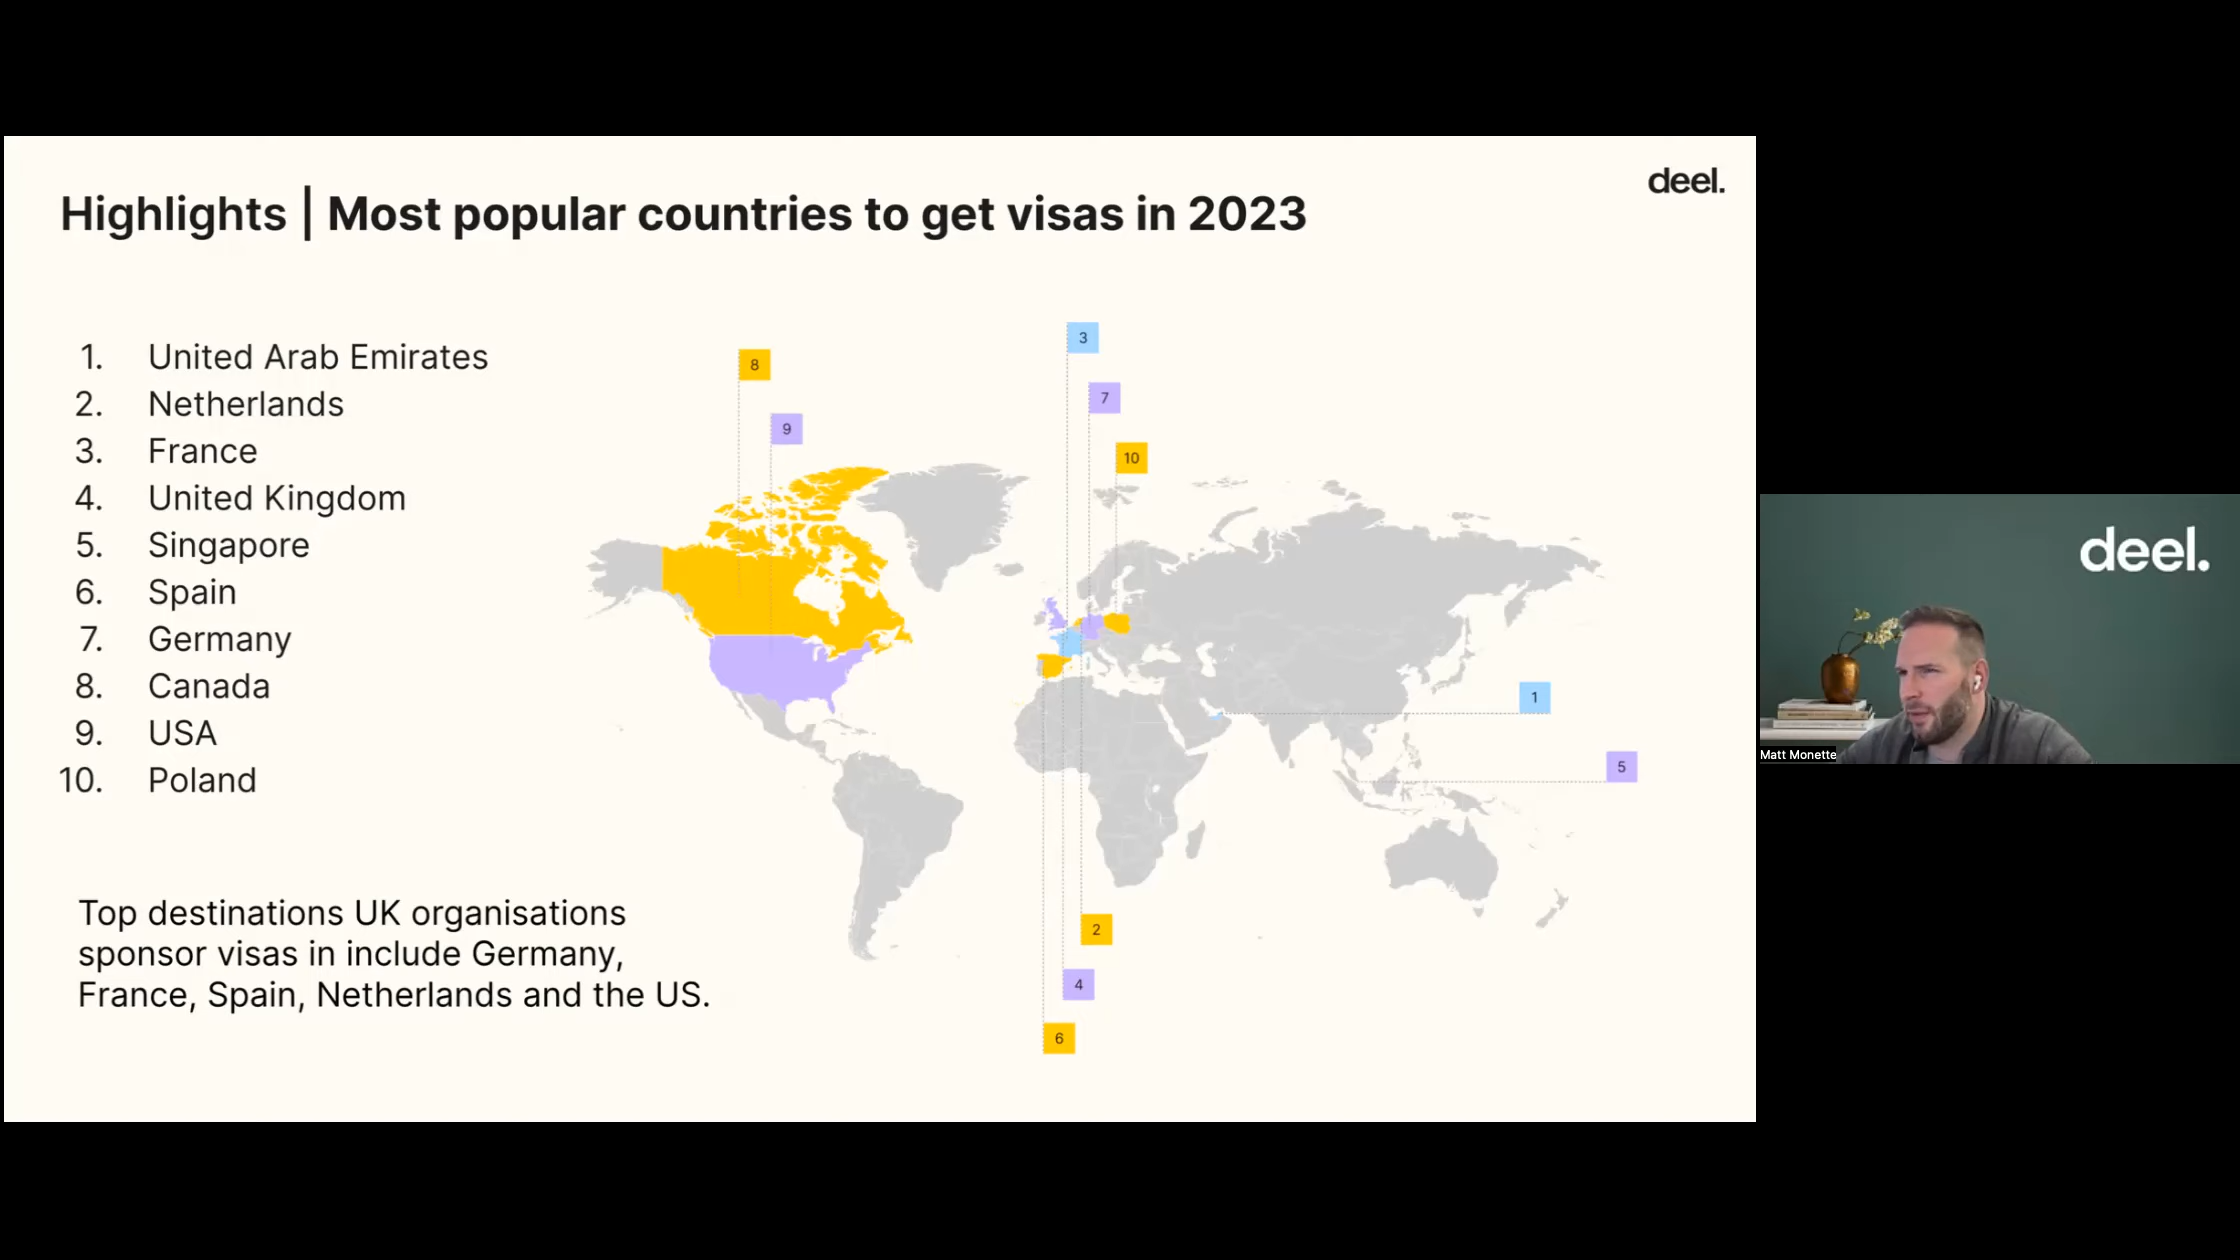 deel.
Highlights | Most popular countries to get visas in 2023
1. United Arab Emirates
2. Netherlands
3. France
4. United Kingdom
5. Singapore
6. Spain
7. Germany
8. Canada
9. USA
10. Poland
Top destinations UK organisations
sponsor visas in include Germany,
France, Spain, Netherlands and the US.
3
8
7
9
10
1
5
2
4
6
deel.
Matt Monette